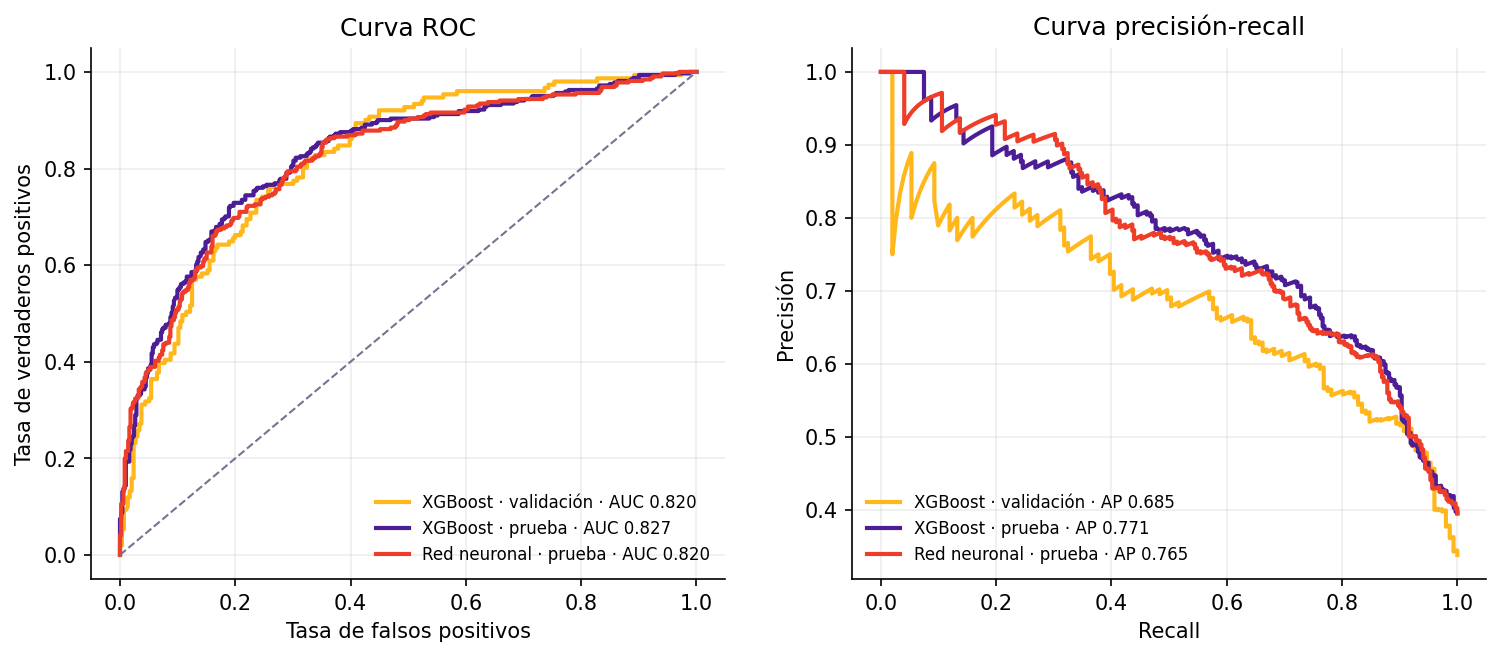 Curva ROC
1.0
0.8
0.6
0.4
0.2
0.0
Tasa de verdaderos positivos
XGBoost · validación · AUC 0.820
XGBoost · prueba · AUC 0.827
Red neuronal · prueba · AUC 0.820
0.0 0.2 0.4 0.6 0.8 1.0
Tasa de falsos positivos
Curva precisión-recall
1.0
0.9
0.8
0.7
0.6
0.5
0.4
Precisión
XGBoost · validación · AP 0.685
XGBoost · prueba · AP 0.771
Red neuronal · prueba · AP 0.765
0.0 0.2 0.4 0.6 0.8 1.0
Recall